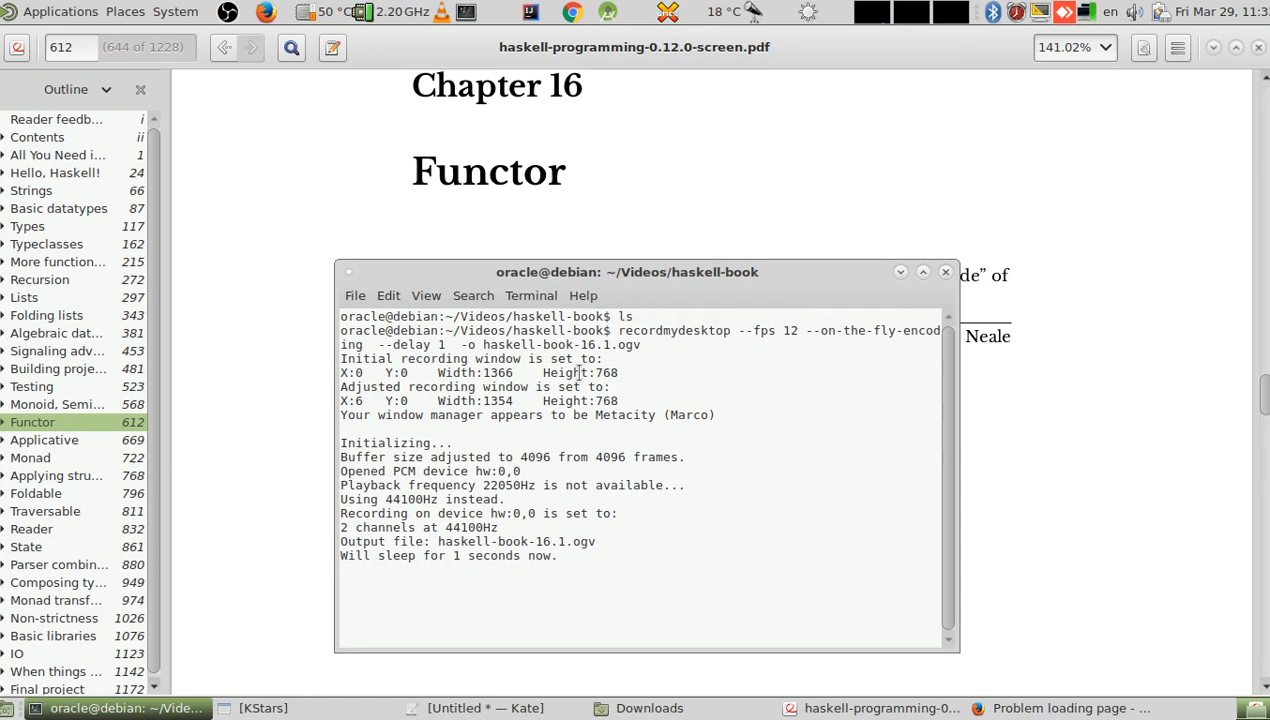 Applications Places System 50 °C 2.20 GHz 18 °C en Fri Mar 29, 11:3
612 (644 of 1228) haskell-programming-0.12.0-screen.pdf 141.02%
Outline
Reader feedb... i
Contents ii
All You Need i... 1
Hello, Haskell! 24
Strings 66
Basic datatypes 87
Types 117
Typeclasses 162
More function... 215
Recursion 272
Lists 297
Folding lists 343
Algebraic dat... 371
Signaling adv... 451
Building proje... 480
Testing 523
Monoid, Semi... 568
Functor 612
Applicative 669
Monad 722
Applying stru... 768
Foldable 796
Traversable 811
Reader 832
State 861
Parser combin... 880
Composing ty... 949
Monad transf... 974
Non-strictness 1026
Basic libraries 1076
IO 1123
When things ... 1142
Final project 1172
Chapter 16
Functor
de” of
Neale
oracle@debian: ~/Videos/haskell-book
File Edit View Search Terminal Help
oracle@debian:~/Videos/haskell-book$ ls
oracle@debian:~/Videos/haskell-book$ recordmydesktop --fps 12 --on-the-fly-encod
ing --delay 1 -o haskell-book-16.1.ogv
Initial recording window is set to:
X:0 Y:0 Width:1366 Height:768
Adjusted recording window is set to:
X:6 Y:0 Width:1354 Height:768
Your window manager appears to be Metacity (Marco)
Initializing...
Buffer size adjusted to 4096 from 4096 frames.
Opened PCM device hw:0,0
Playback frequency 22050Hz is not available...
Using 44100Hz instead.
Recording on device hw:0,0 is set to:
2 channels at 44100Hz
Output file: haskell-book-16.1.ogv
Will sleep for 1 seconds now.
oracle@debian: ~/Vide... [KStars] [Untitled * — Kate] Downloads haskell-programming-0.... Problem loading page - ...